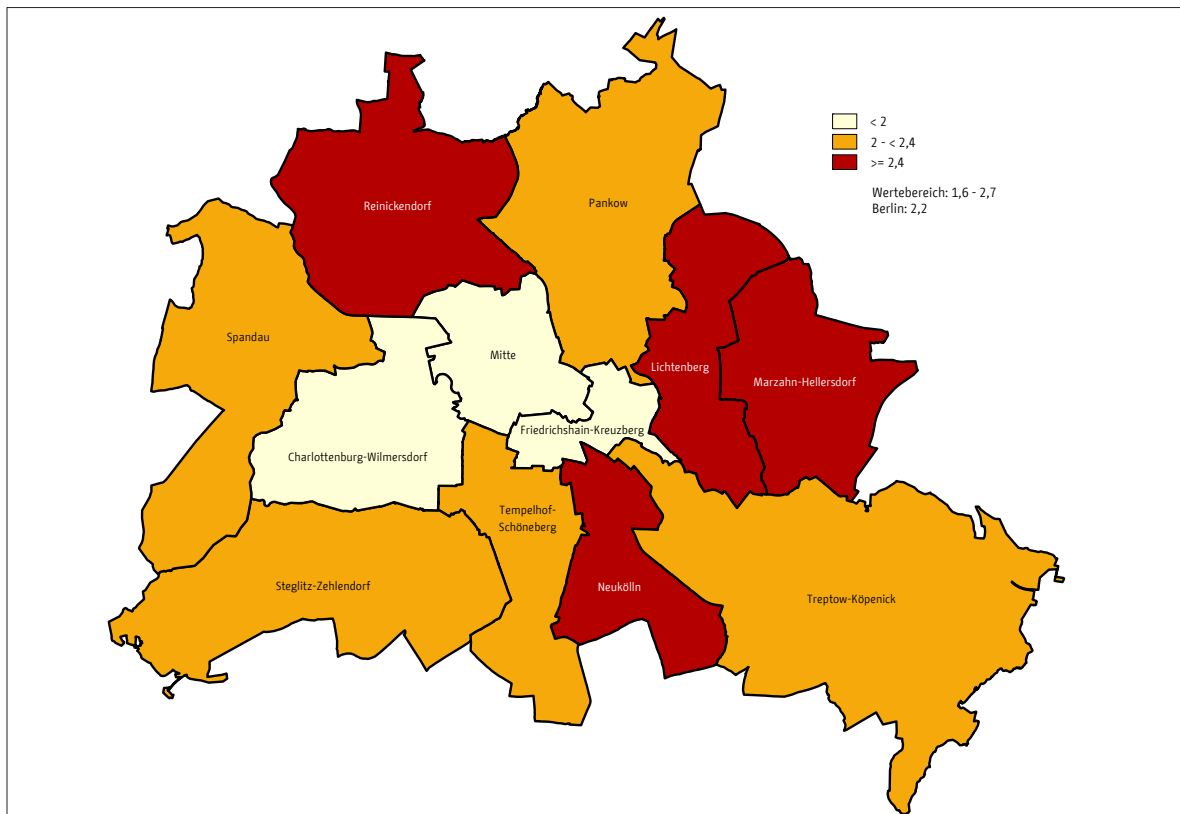 < 2
2 - < 2,4
>= 2,4
Wertebereich: 1,6 - 2,7
Berlin: 2,2
Reinickendorf
Pankow
Spandau
Mitte
Lichtenberg
Marzahn-Hellersdorf
Friedrichshain-Kreuzberg
Charlottenburg-Wilmersdorf
Tempelhof-
Schöneberg
Steglitz-Zehlendorf
Neukölln
Treptow-Köpenick